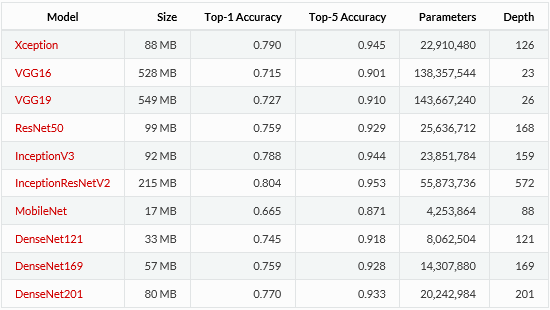 Model Size Top-1 Accuracy Top-5 Accuracy Parameters Depth
Xception 88 MB 0.790 0.945 22,910,480 126
VGG16 528 MB 0.715 0.901 138,357,544 23
VGG19 549 MB 0.727 0.910 143,667,240 26
ResNet50 99 MB 0.759 0.929 25,636,712 168
InceptionV3 92 MB 0.788 0.944 23,851,784 159
InceptionResNetV2 215 MB 0.804 0.953 55,873,736 572
MobileNet 17 MB 0.665 0.871 4,253,864 88
DenseNet121 33 MB 0.745 0.918 8,062,504 121
DenseNet169 57 MB 0.759 0.928 14,307,880 169
DenseNet201 80 MB 0.770 0.933 20,242,984 201